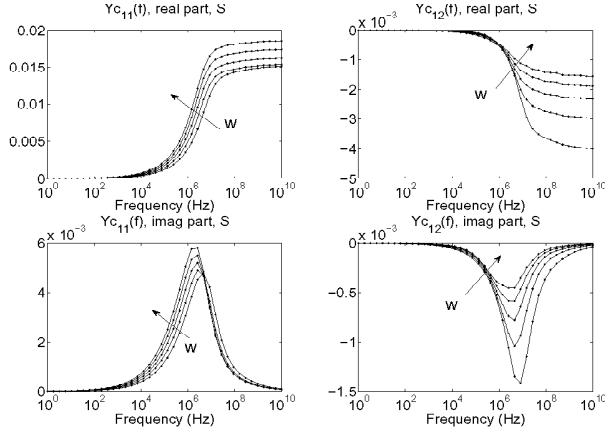 Yc11(f), real part, S
0.02
0.015
0.01
0.005
0
W
10^0 10^2 10^4 10^6 10^8 10^10
Frequency (Hz)
Yc12(f), real part, S
x 10^-3
0
-1
-2
-3
-4
-5
W
10^0 10^2 10^4 10^6 10^8 10^10
Frequency (Hz)
Yc11(f), imag part, S
x 10^-3
6
4
2
0
W
10^0 10^2 10^4 10^6 10^8 10^10
Frequency (Hz)
Yc12(f), imag part, S
x 10^-3
0
-0.5
-1
-1.5
W
10^0 10^2 10^4 10^6 10^8 10^10
Frequency (Hz)